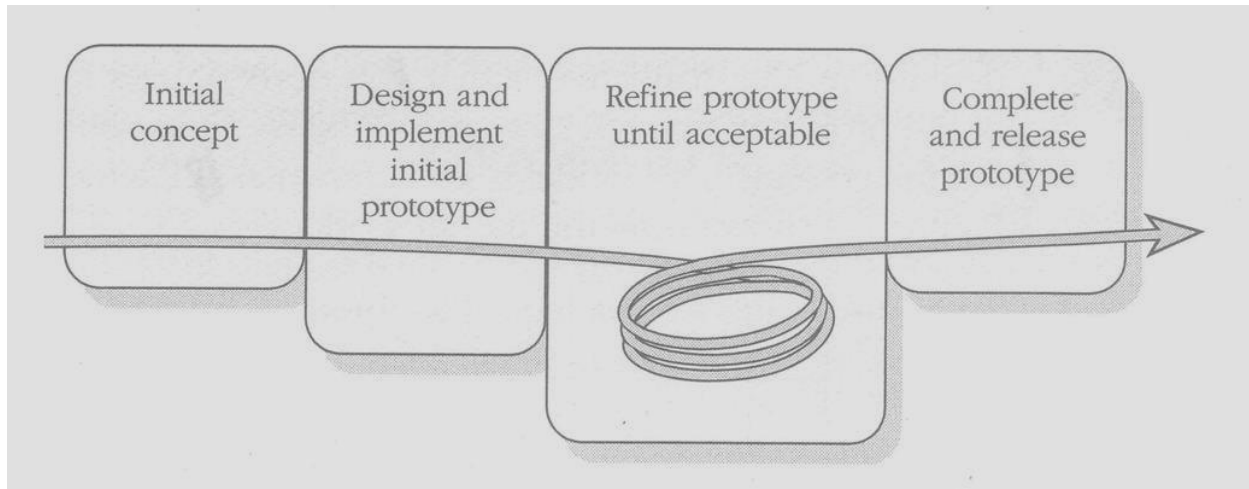 Initial
concept
Design and
implement
initial
prototype
Refine prototype
until acceptable
Complete
and release
prototype